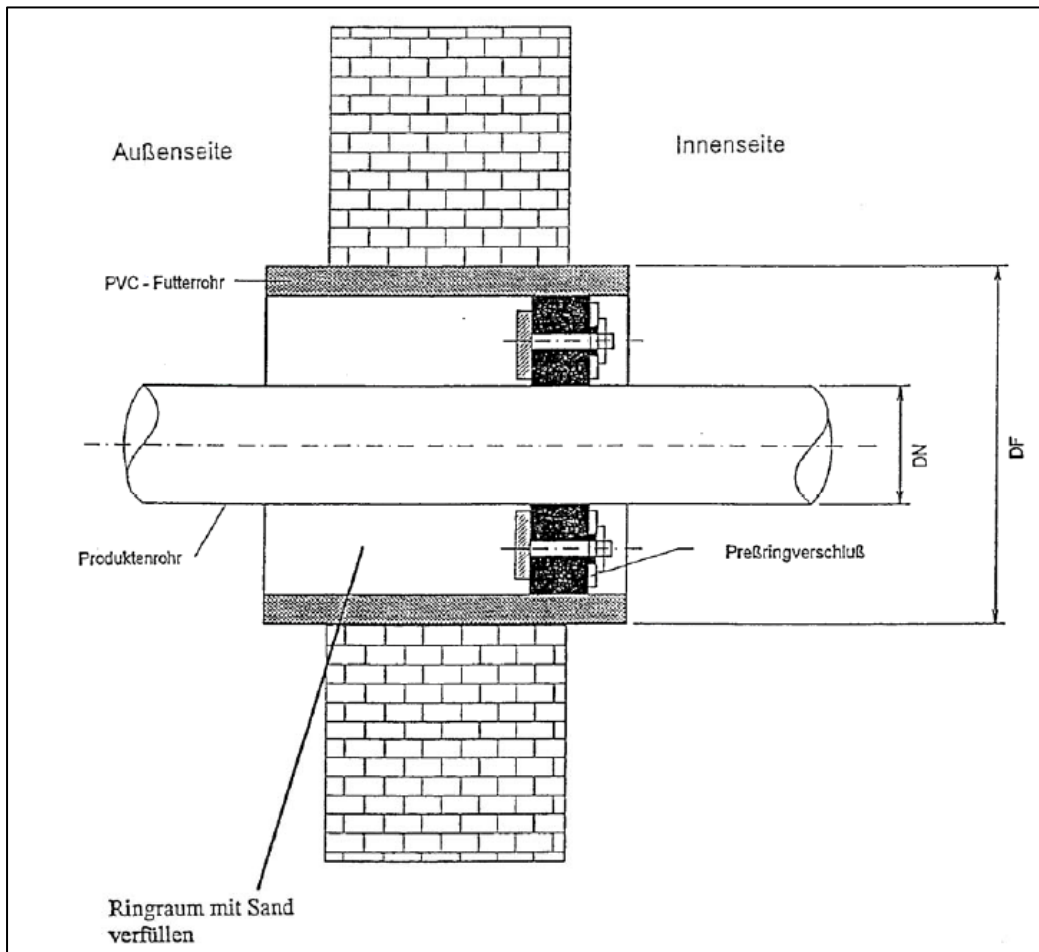 Außenseite
Innenseite
PVC - Futterrohr
DN
DF
Produktenrohr
Preßringverschluß
Ringraum mit Sand
verfüllen